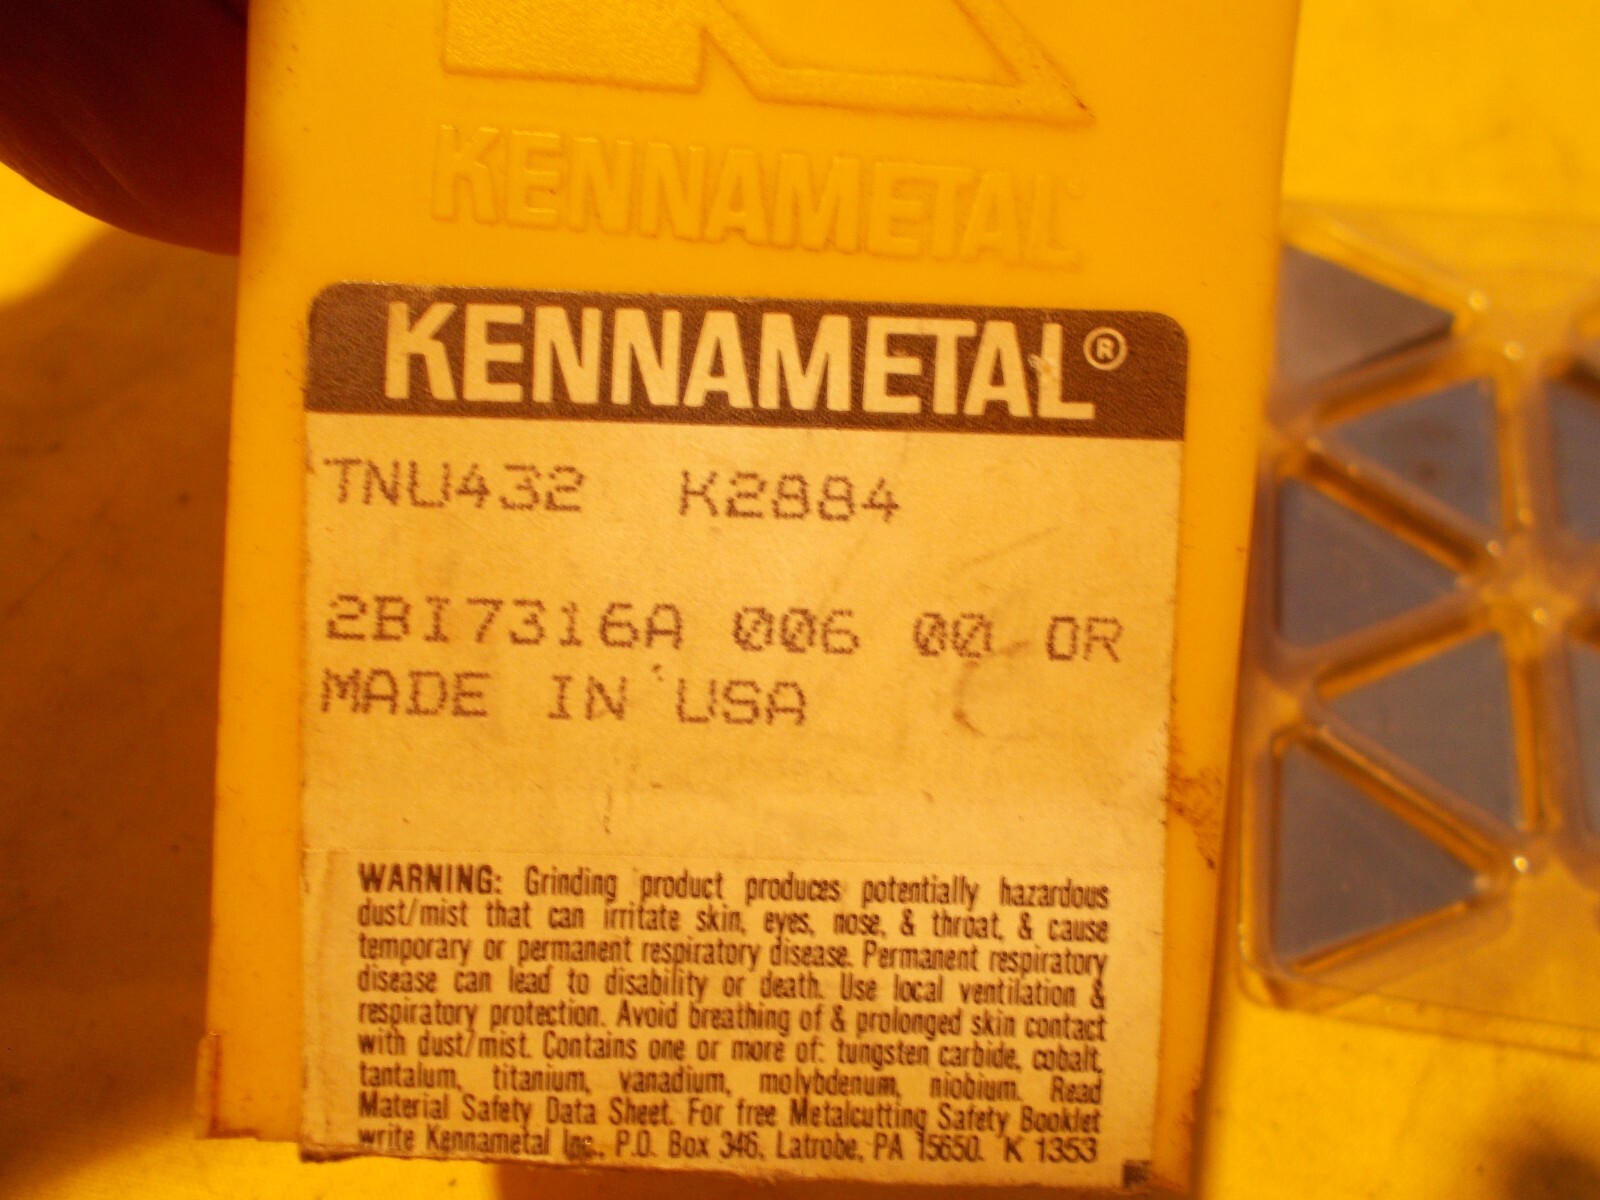 KENNAMETAL
KENNAMETAL®
TNU432 K2884
2BI7316A 006 00 OR
MADE IN USA
WARNING: Grinding product produces potentially hazardous
dust/mist that can irritate skin, eyes, nose, & throat, & cause
temporary or permanent respiratory disease. Permanent respiratory
disease can lead to disability or death. Use local ventilation &
respiratory protection. Avoid breathing of & prolonged skin contact
with dust/mist. Contains one or more of: tungsten carbide, cobalt,
tantalum, titanium, vanadium, molybdenum, niobium. Read
Material Safety Data Sheet. For free Metalcutting Safety Booklet
write Kennametal Inc., P.O. Box 346, Latrobe, PA 15650. K 1353